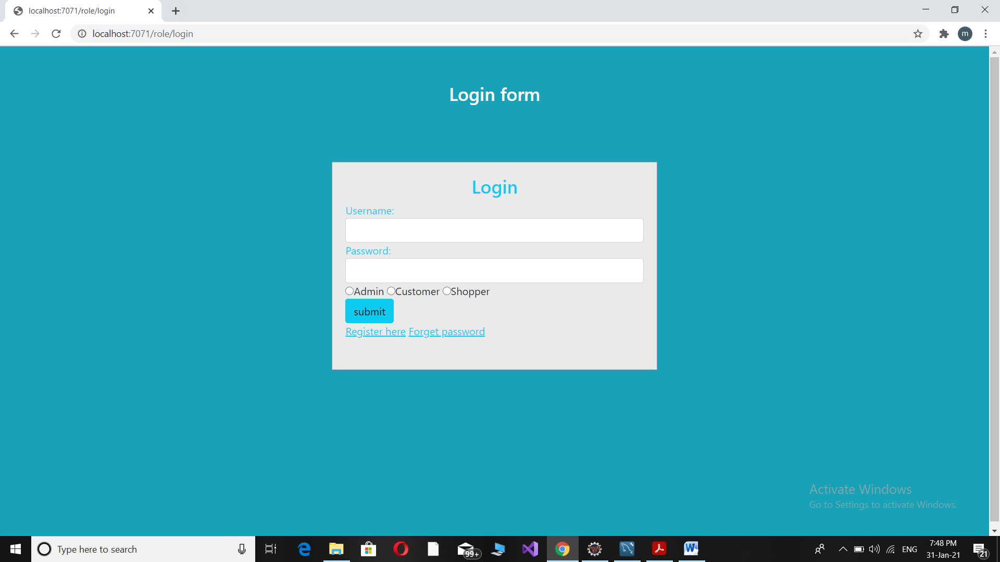 localhost:7071/role/login
localhost:7071/role/login
m
Login form
Login
Username:
Password:
Admin Customer Shopper
submit
Register here Forget password
Activate Windows
Go to Settings to activate Windows.
Type here to search
99+
ENG
7:48 PM
31-Jan-21
21